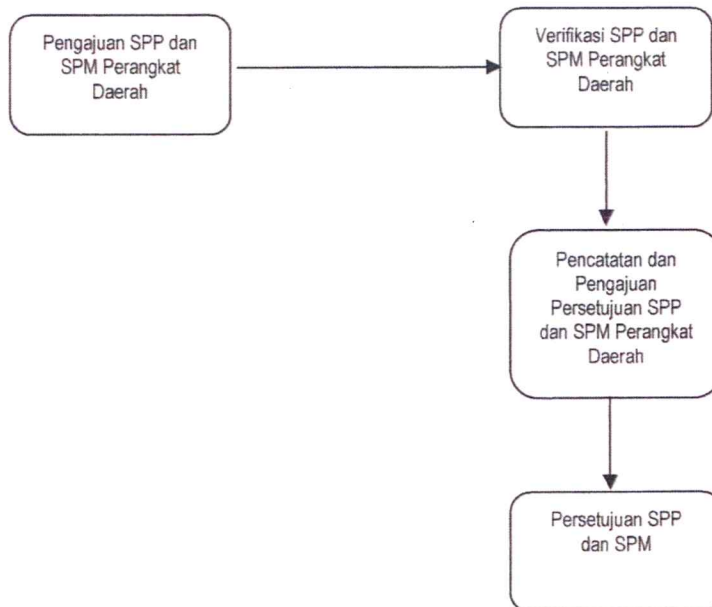 Pengajuan SPP dan
SPM Perangkat
Daerah
Verifikasi SPP dan
SPM Perangkat
Daerah
Pencatatan dan
Pengajuan
Persetujuan SPP
dan SPM Perangkat
Daerah
Persetujuan SPP
dan SPM